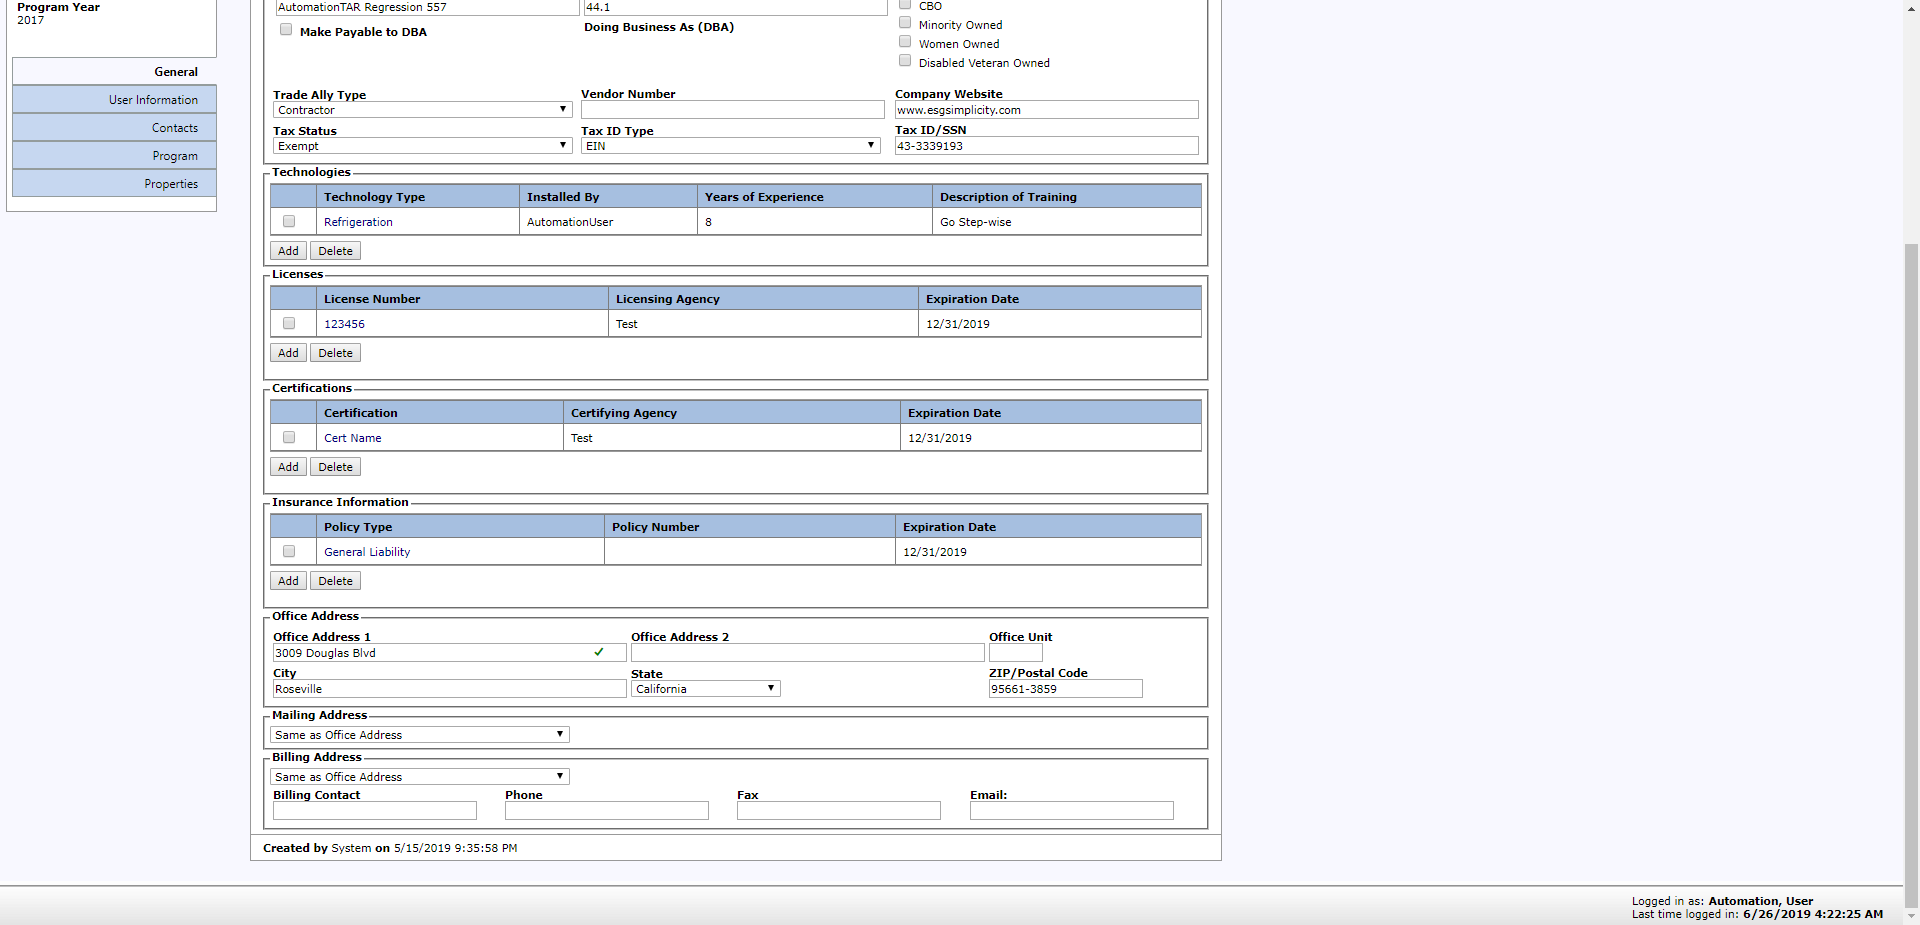 Program Year
2017
General
User Information
Contacts
Program
Properties
AutomationTAR Regression 557 44.1
CBO
Make Payable to DBA Doing Business As (DBA)
Minority Owned
Women Owned
Disabled Veteran Owned
Trade Ally Type Vendor Number Company Website
Contractor www.esgsimplicity.com
Tax Status Tax ID Type Tax ID/SSN
Exempt EIN 43-3339193
Technologies
Technology Type Installed By Years of Experience Description of Training
Refrigeration AutomationUser 8 Go Step-wise
Add Delete
Licenses
License Number Licensing Agency Expiration Date
123456 Test 12/31/2019
Add Delete
Certifications
Certification Certifying Agency Expiration Date
Cert Name Test 12/31/2019
Add Delete
Insurance Information
Policy Type Policy Number Expiration Date
General Liability 12/31/2019
Add Delete
Office Address
Office Address 1 Office Address 2 Office Unit
3009 Douglas Blvd
City State ZIP/Postal Code
Roseville California 95661-3859
Mailing Address
Same as Office Address
Billing Address
Same as Office Address
Billing Contact Phone Fax Email:
Created by System on 5/15/2019 9:35:58 PM
Logged in as: Automation, User
Last time logged in: 6/26/2019 4:22:25 AM